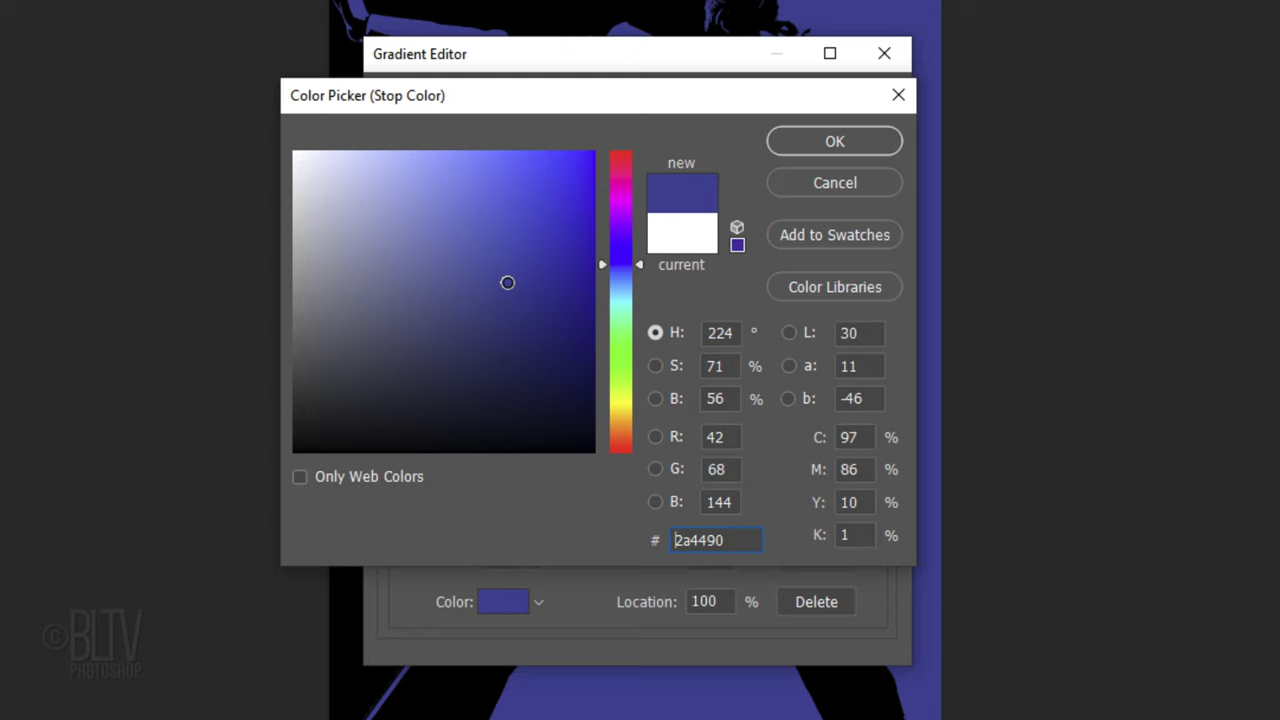 Gradient Editor
Color Picker (Stop Color)
OK
new
Cancel
Add to Swatches
current
Color Libraries
H: 224 °
L: 30
S: 71 %
a: 11
B: 56 %
b: -46
R: 42
C: 97 %
G: 68
M: 86 %
Only Web Colors
B: 144
Y: 10 %
# 2a4490
K: 1 %
Color:
Location: 100 %
Delete
©BLTV
PHOTOSHOP